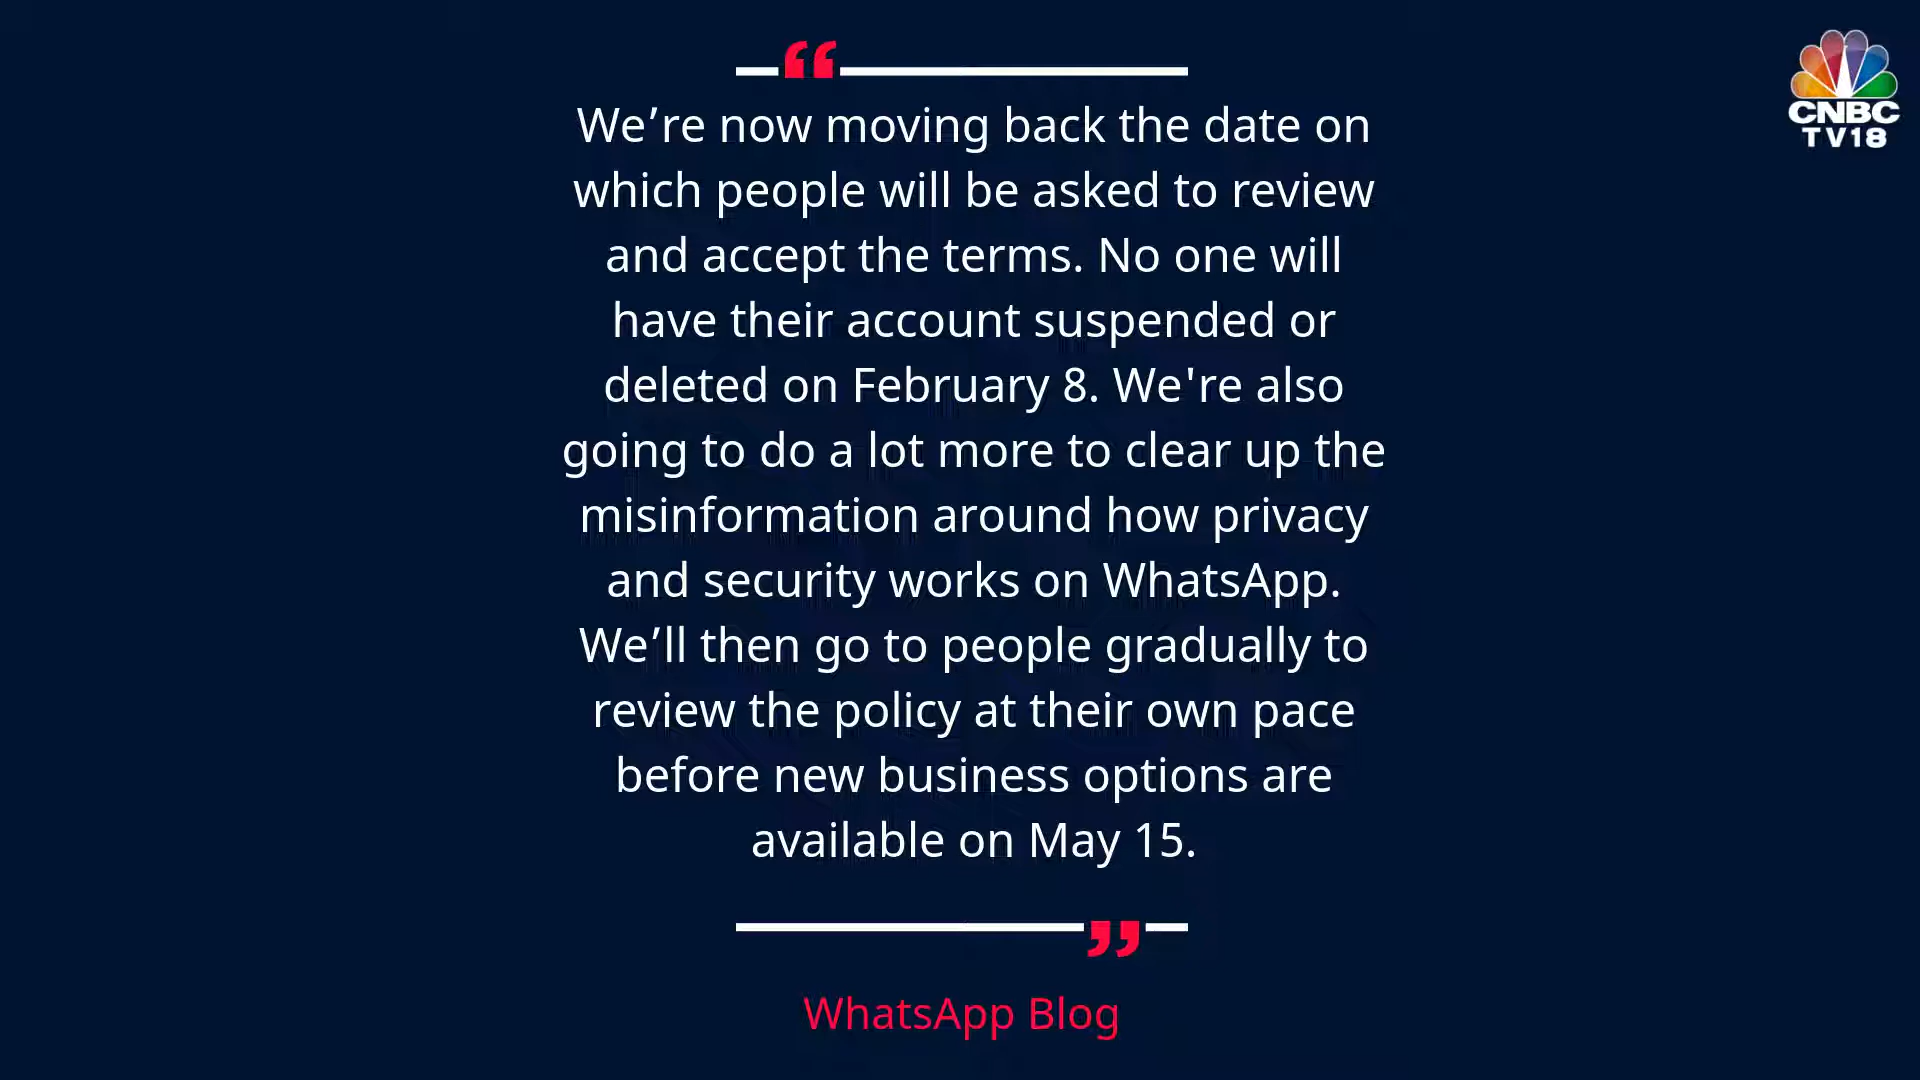 “
We’re now moving back the date on
which people will be asked to review
and accept the terms. No one will
have their account suspended or
deleted on February 8. We're also
going to do a lot more to clear up the
misinformation around how privacy
and security works on WhatsApp.
We’ll then go to people gradually to
review the policy at their own pace
before new business options are
available on May 15.
”
WhatsApp Blog
CNBC
TV18